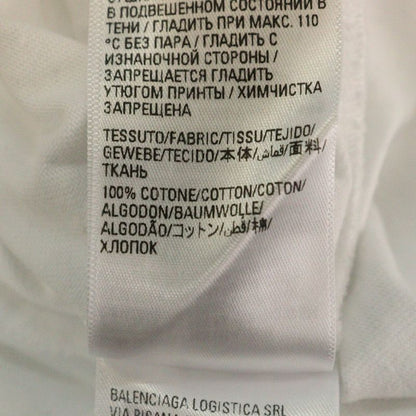 В ПОДВЕШЕННОМ СОСТОЯНИИ В
ТЕНИ / ГЛАДИТЬ ПРИ МАКС. 110
°C БЕЗ ПАРА / ГЛАДИТЬ С
ИЗНАНОЧНОЙ СТОРОНЫ /
ЗАПРЕЩАЕТСЯ ГЛАДИТЬ
УТЮГОМ ПРИНТЫ / ХИМЧИСТКА
ЗАПРЕЩЕНА
TESSUTO/FABRIC/TISSU/TEJIDO/
GEWEBE/TECIDO/本体/قماش/面料/
ТКАНЬ
100% COTONE/COTTON/COTON/
ALGODON/BAUMWOLLE/
ALGODÃO/コットン/قطن/棉/
ХЛОПОК
BALENCIAGA LOGISTICA SRL
VIA PISANA